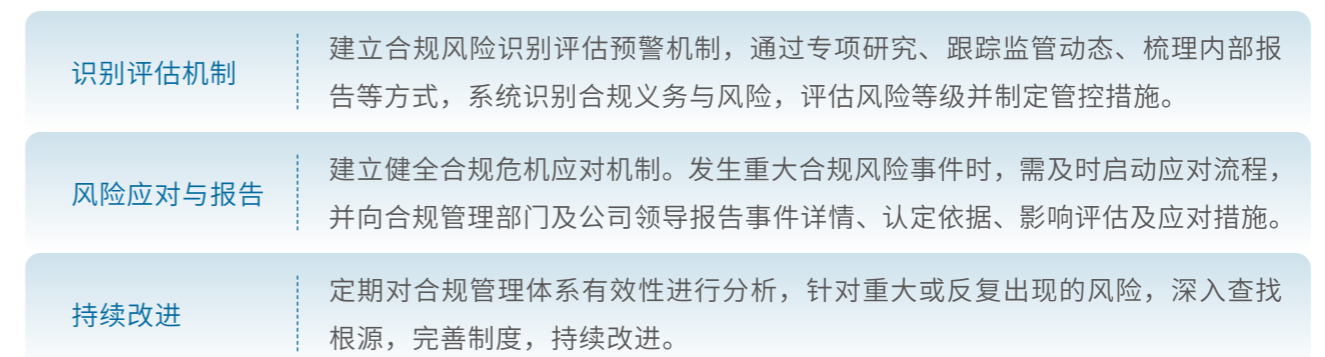 识别评估机制
建立合规风险识别评估预警机制，通过专项研究、跟踪监管动态、梳理内部报
告等方式，系统识别合规义务与风险，评估风险等级并制定管控措施。
风险应对与报告
建立健全合规危机应对机制。发生重大合规风险事件时，需及时启动应对流程，
并向合规管理部门及公司领导报告事件详情、认定依据、影响评估及应对措施。
持续改进
定期对合规管理体系有效性进行分析，针对重大或反复出现的风险，深入查找
根源，完善制度，持续改进。